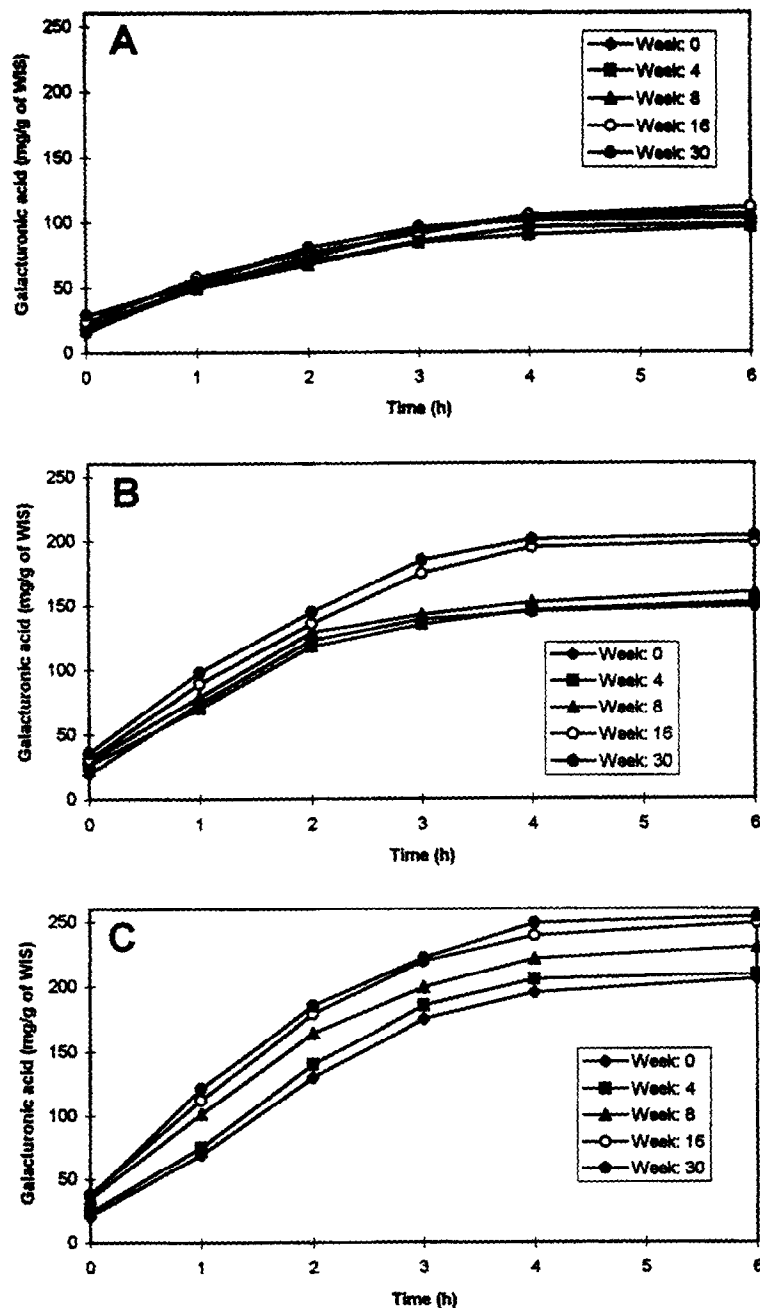 A
Galacturonic acid (mg/g of WIS)
250
200
150
100
50
0
Week: 0
Week: 4
Week: 8
Week: 16
Week: 30
0 1 2 3 4 5 6
Time (h)
B
Galacturonic acid (mg/g of WIS)
250
200
150
100
50
0
Week: 0
Week: 4
Week: 8
Week: 16
Week: 30
0 1 2 3 4 5 6
Time (h)
C
Galacturonic acid (mg/g of WIS)
250
200
150
100
50
0
Week: 0
Week: 4
Week: 8
Week: 16
Week: 30
0 1 2 3 4 5 6
Time (h)